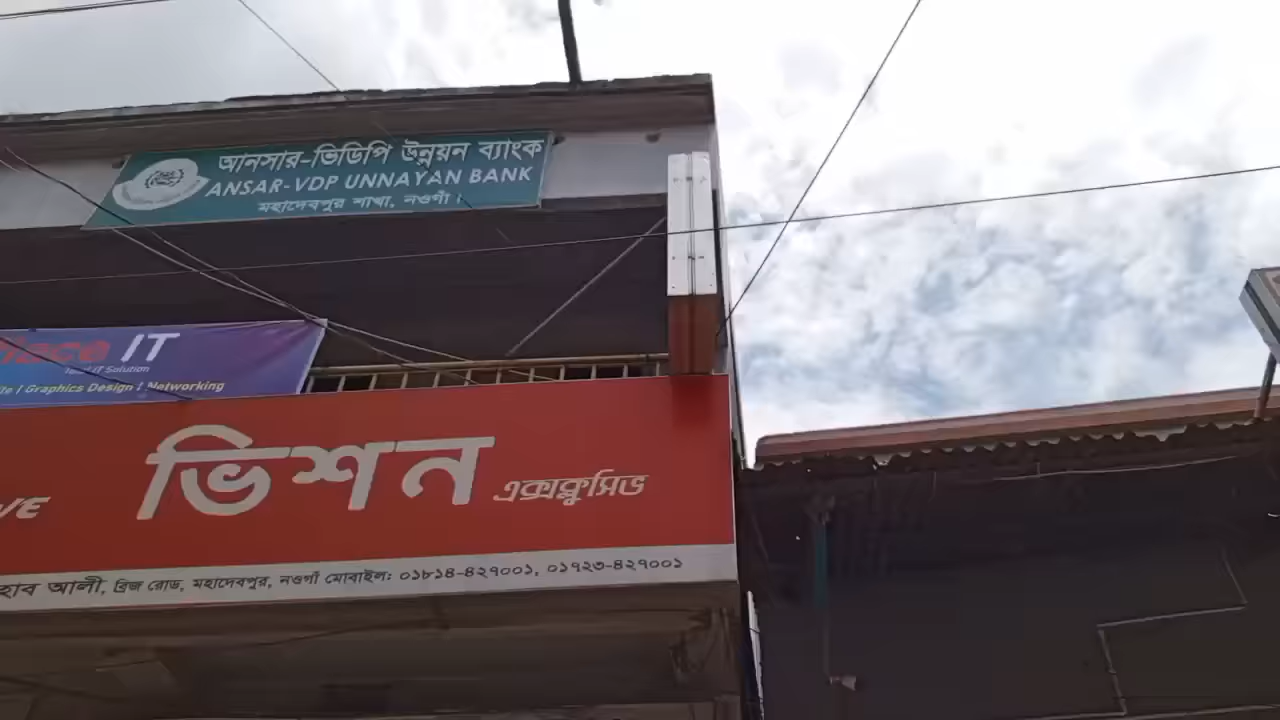 আনসার-ভিডিপি উন্নয়ন ব্যাংক
ANSAR-VDP UNNAYAN BANK
মহাদেবপুর শাখা, নওগাঁ।
IT
IT Solution
| Graphics Design | Networking
ভিশন এক্সক্লুসিভ
আলী, ব্রিজ রোড, মহাদেবপুর, নওগাঁ মোবাইল: ০১৮১৪-৪২৭০০১, ০১৭২৩-৪২৭০০১